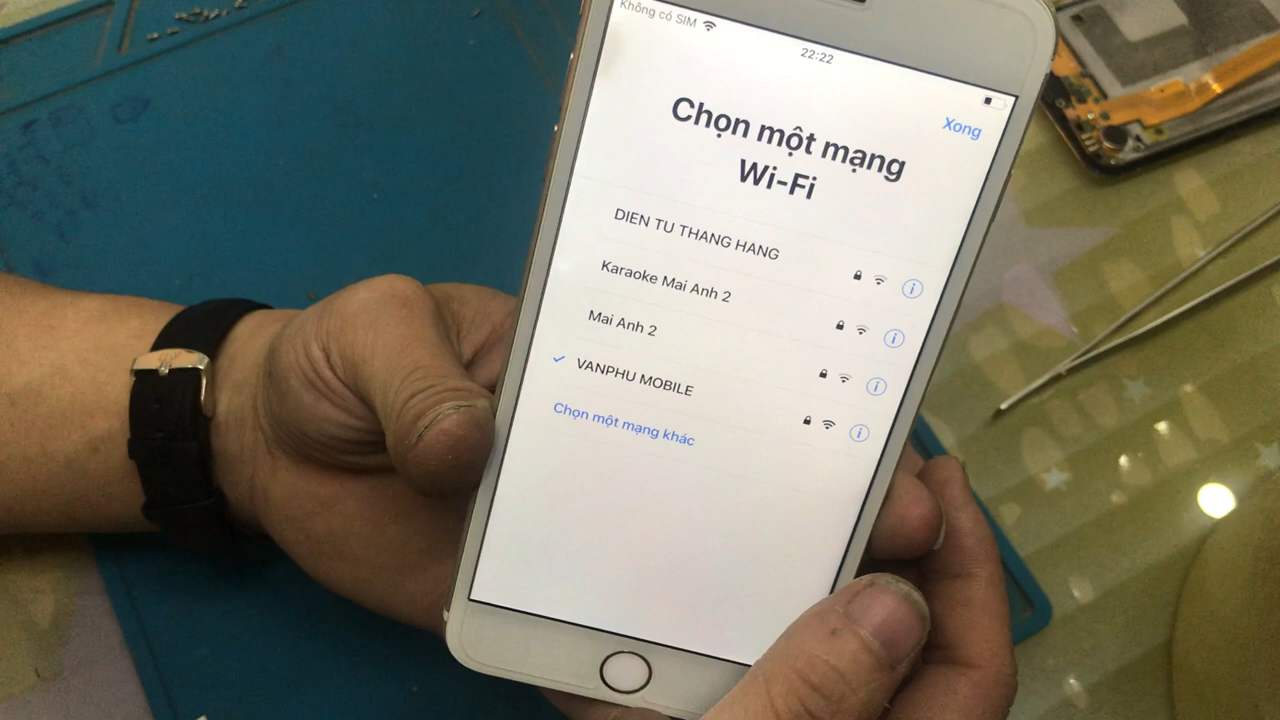 Không có SIM
22:22
Xong
Chọn một mạng
Wi-Fi
DIEN TU THANG HANG
Karaoke Mai Anh 2
Mai Anh 2
VANPHU MOBILE
Chọn một mạng khác